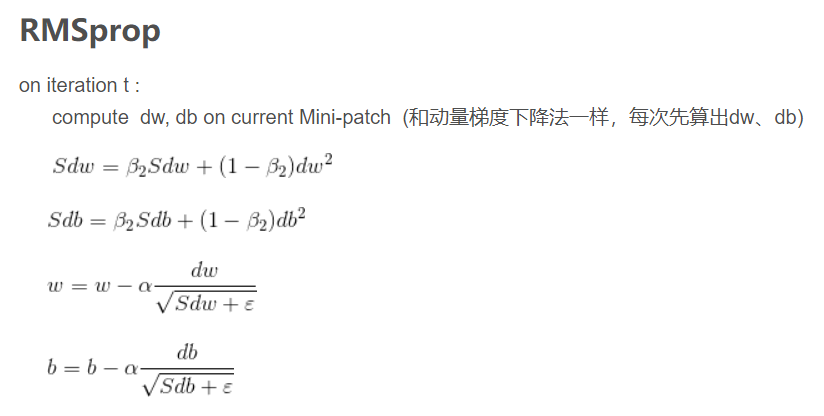 RMSprop
on iteration t :
compute dw, db on current Mini-patch (和动量梯度下降法一样，每次先算出dw、db)
Sdw = β₂Sdw + (1 − β₂)dw²
Sdb = β₂Sdb + (1 − β₂)db²
w = w − α dw/√(Sdw + ε)
b = b − α db/√(Sdb + ε)